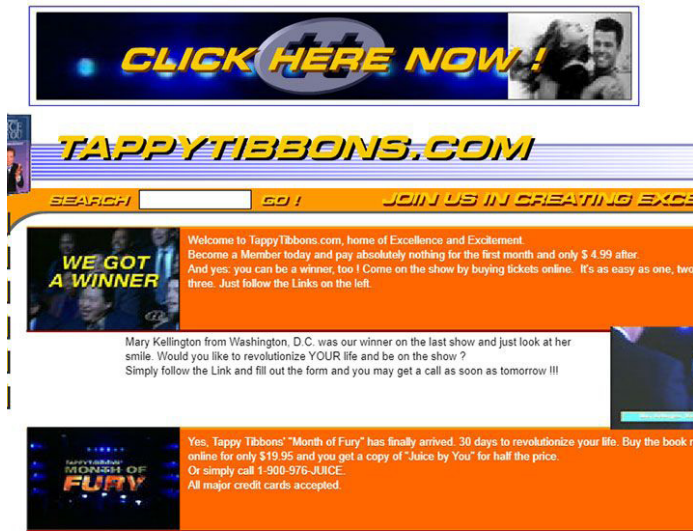 CLICK HERE NOW !
TAPPYTIBBONS.COM
SEARCH GO ! JOIN US IN CREATING EXCE
WE GOT
A WINNER
Welcome to TappyTibbons.com, home of Excellence and Excitement.
Become a Member today and pay absolutely nothing for the first month and only $ 4.99 after.
And yes: you can be a winner, too ! Come on the show by buying tickets online. It's as easy as one, two
three. Just follow the Links on the left.
Mary Kellington from Washington, D.C. was our winner on the last show and just look at her
smile. Would you like to revolutionize YOUR life and be on the show ?
Simply follow the Link and fill out the form and you may get a call as soon as tomorrow !!!
MONTH OF
FURY
Yes, Tappy Tibbons' "Month of Fury" has finally arrived. 30 days to revolutionize your life. Buy the book
online for only $19.95 and you get a copy of "Juice by You" for half the price.
Or simply call 1-900-976-JUICE.
All major credit cards accepted.